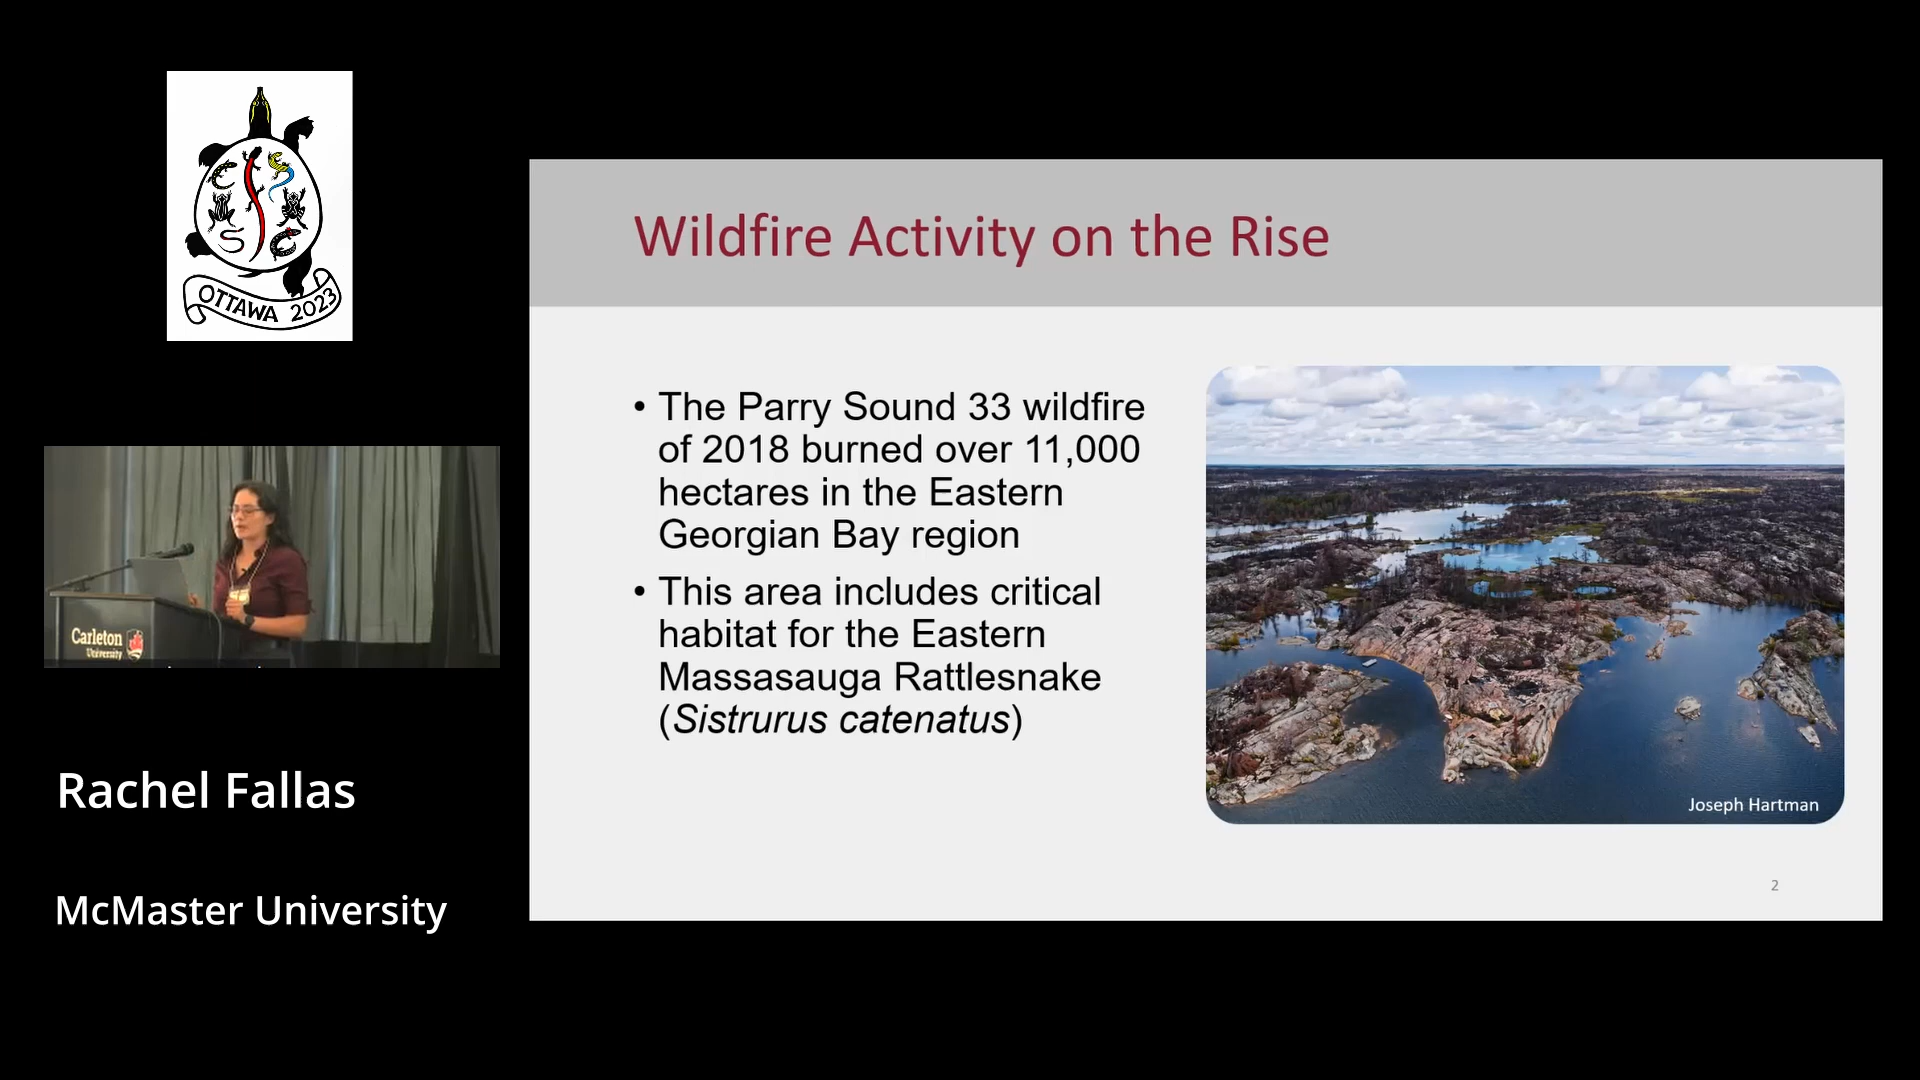 OTTAWA 2023
Carleton
University
Rachel Fallas
McMaster University
Wildfire Activity on the Rise
• The Parry Sound 33 wildfire
of 2018 burned over 11,000
hectares in the Eastern
Georgian Bay region
• This area includes critical
habitat for the Eastern
Massasauga Rattlesnake
(Sistrurus catenatus)
Joseph Hartman
2